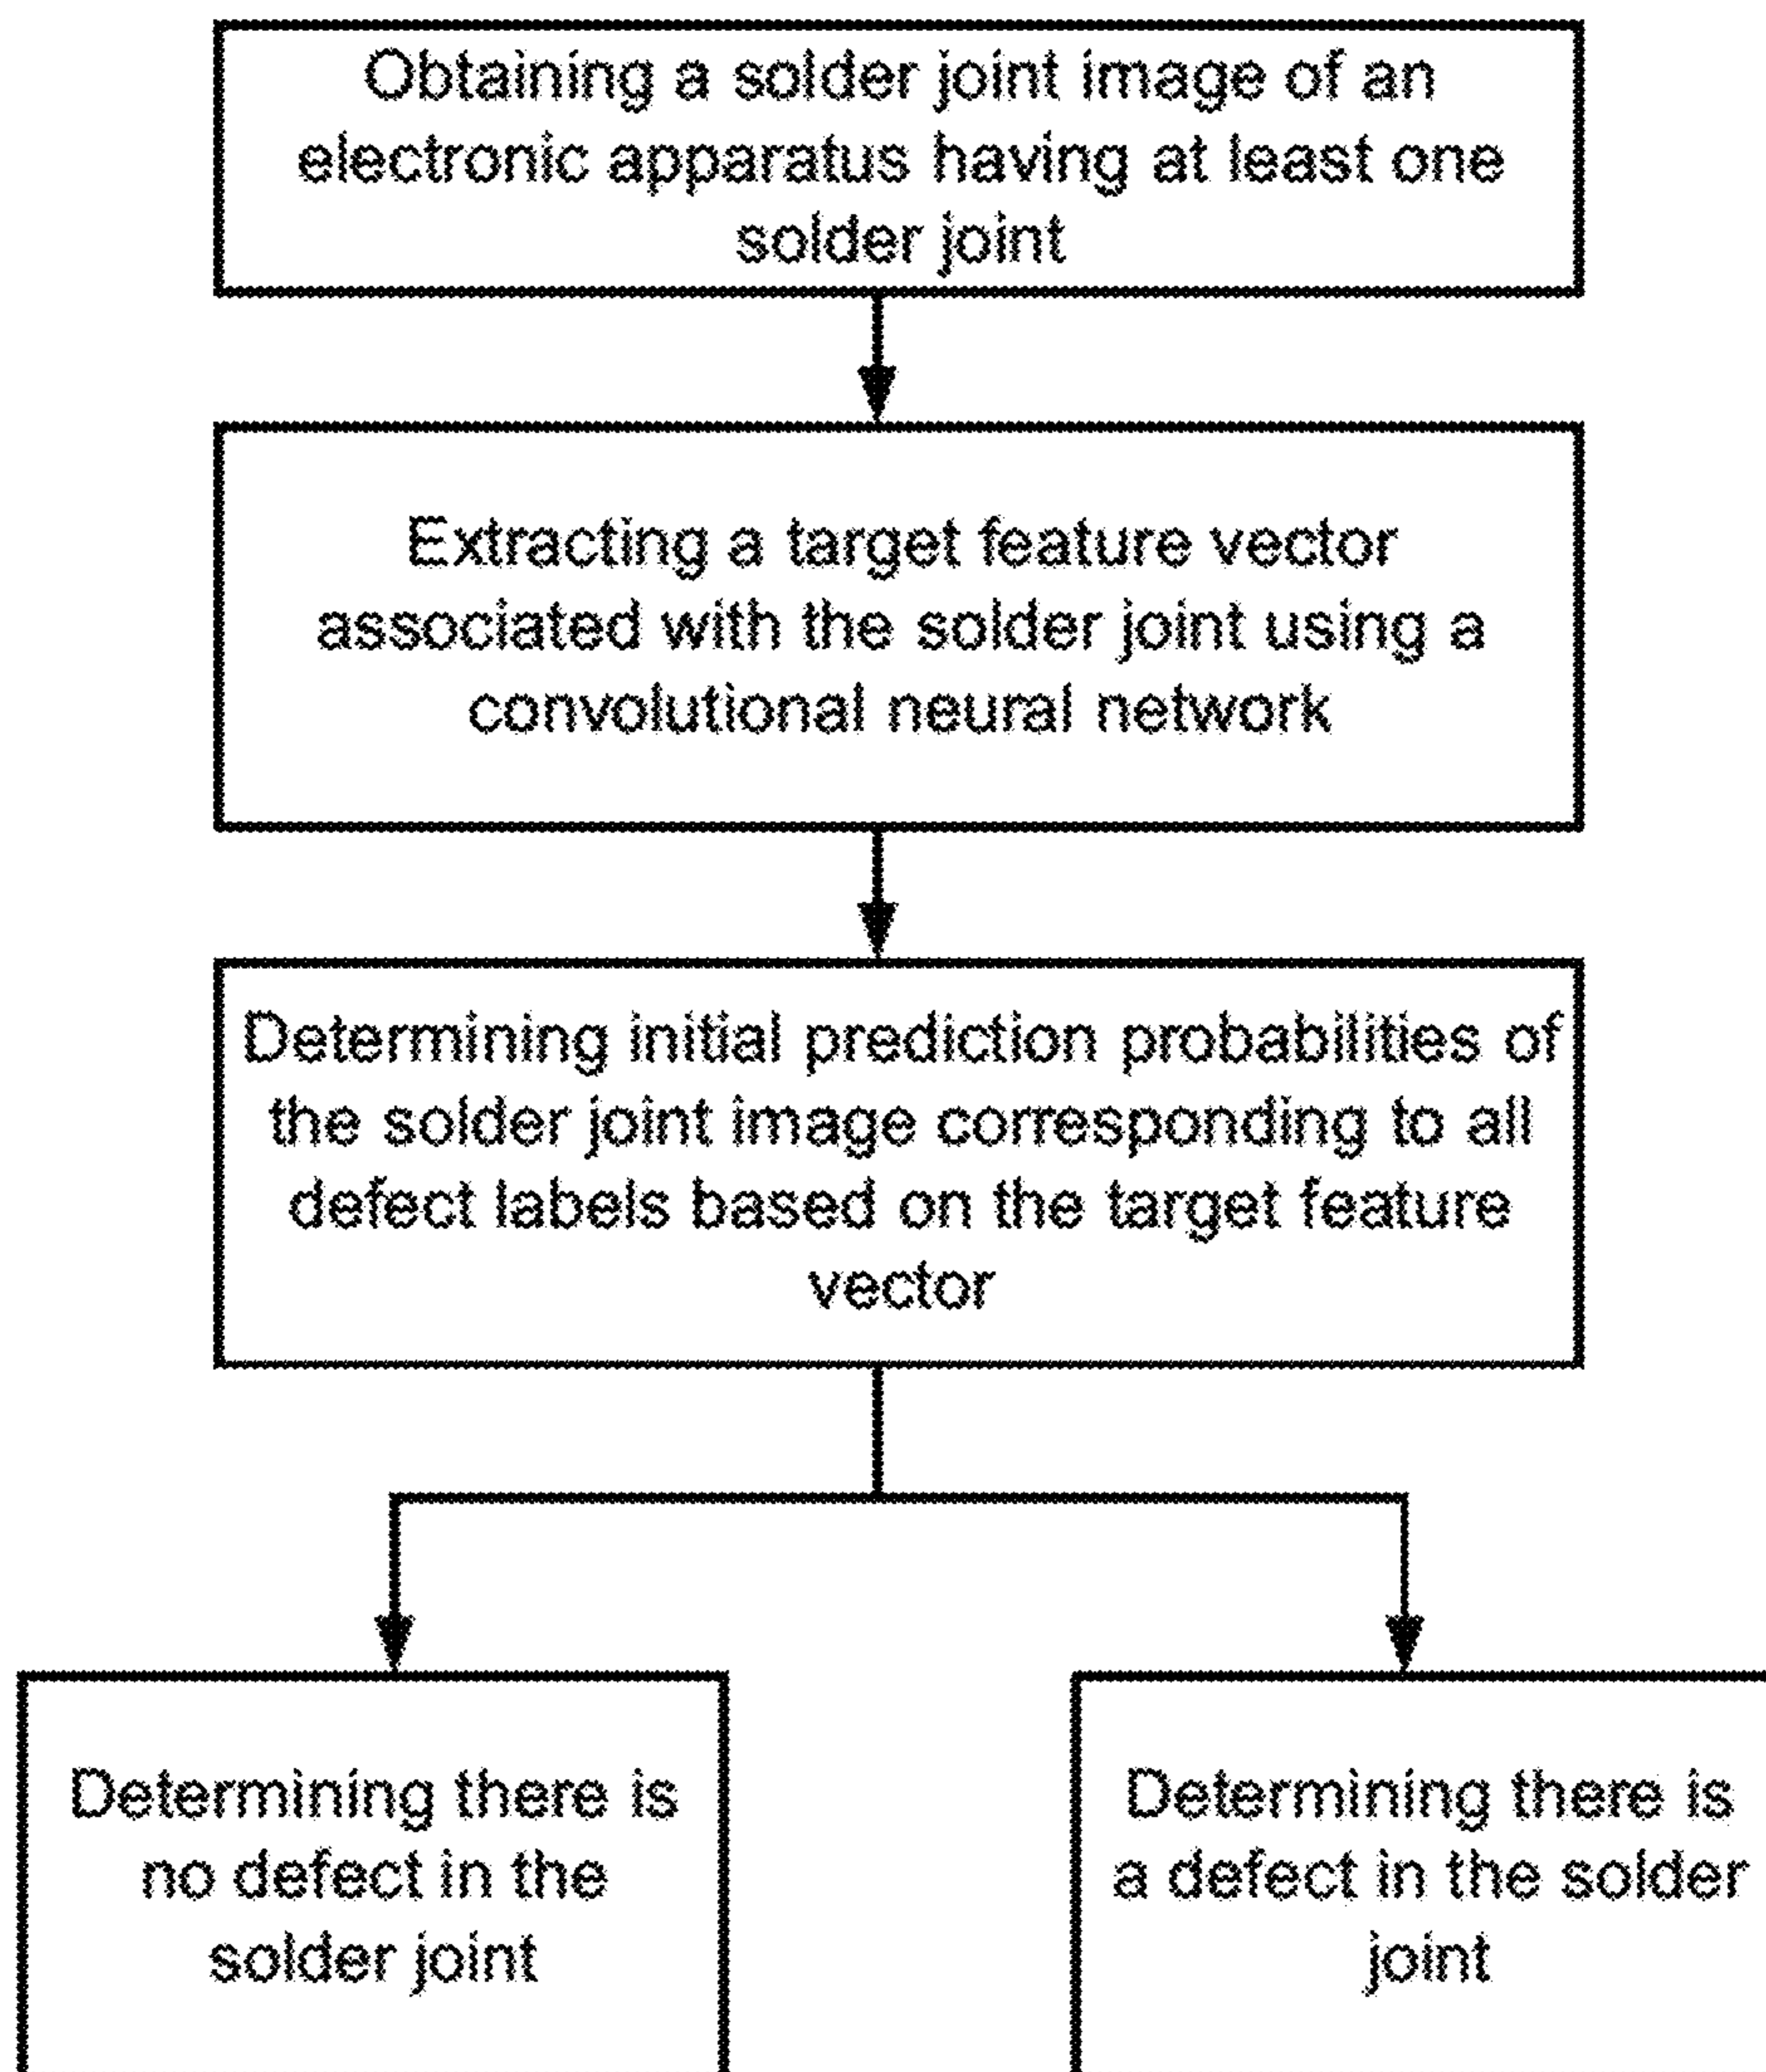 Obtaining a solder joint image of an
electronic apparatus having at least one
solder joint
Extracting a target feature vector
associated with the solder joint using a
convolutional neural network
Determining initial prediction probabilities of
the solder joint image corresponding to all
defect labels based on the target feature
vector
Determining there is
no defect in the
solder joint
Determining there is
a defect in the solder
joint